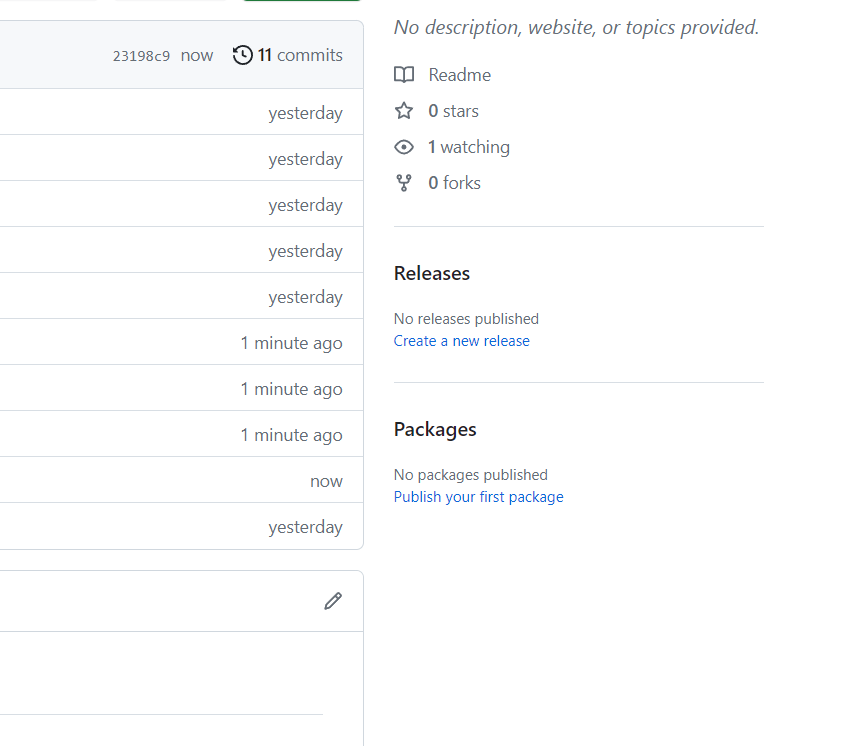 23198c9 now 11 commits
yesterday
yesterday
yesterday
yesterday
yesterday
1 minute ago
1 minute ago
1 minute ago
now
yesterday
No description, website, or topics provided.
Readme
0 stars
1 watching
0 forks
Releases
No releases published
Create a new release
Packages
No packages published
Publish your first package